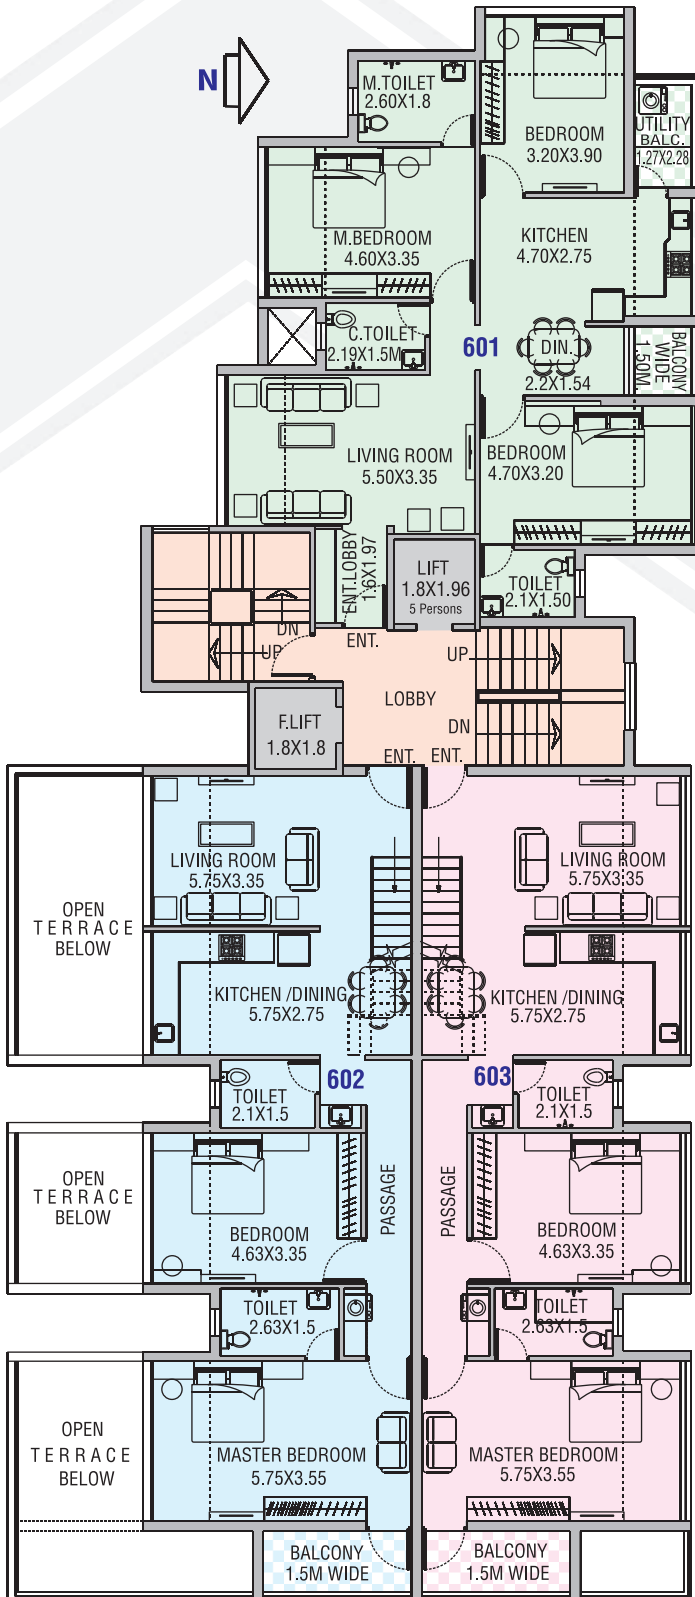 N
M.TOILET
2.60X1.8
BEDROOM
3.20X3.90
UTILITY
BALC.
1.27X2.28
M.BEDROOM
4.60X3.35
KITCHEN
4.70X2.75
C.TOILET
2.19X1.5M
601
DIN.
2.2X1.54
BALCONY
WIDE
1.50M.
LIVING ROOM
5.50X3.35
BEDROOM
4.70X3.20
ENT.LOBBY
1.6X1.97
LIFT
1.8X1.96
5 Persons
TOILET
2.1X1.50
DN
UP
ENT.
UP
LOBBY
DN
F.LIFT
1.8X1.8
ENT.
ENT.
LIVING ROOM
5.75X3.35
LIVING ROOM
5.75X3.35
OPEN
TERRACE
BELOW
KITCHEN /DINING
5.75X2.75
KITCHEN /DINING
5.75X2.75
602
603
TOILET
2.1X1.5
TOILET
2.1X1.5
OPEN
TERRACE
BELOW
PASSAGE
PASSAGE
BEDROOM
4.63X3.35
BEDROOM
4.63X3.35
TOILET
2.63X1.5
TOILET
2.63X1.5
OPEN
TERRACE
BELOW
MASTER BEDROOM
5.75X3.55
MASTER BEDROOM
5.75X3.55
BALCONY
1.5M WIDE
BALCONY
1.5M WIDE